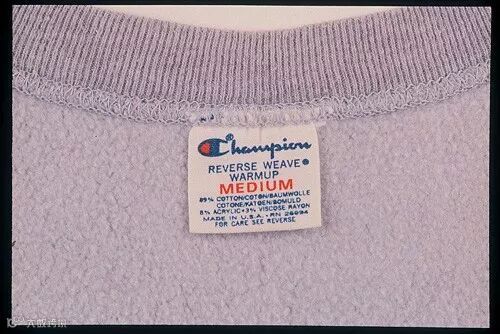 Champion
REVERSE WEAVE®
WARMUP
MEDIUM
89% COTTON/COTON/BAUMWOLLE
COTONE/KATOEN/BOMULD
8% ACRYLIC • 3% VISCOSE RAYON
MADE IN U.S.A. • RN 26094
FOR CARE SEE REVERSE